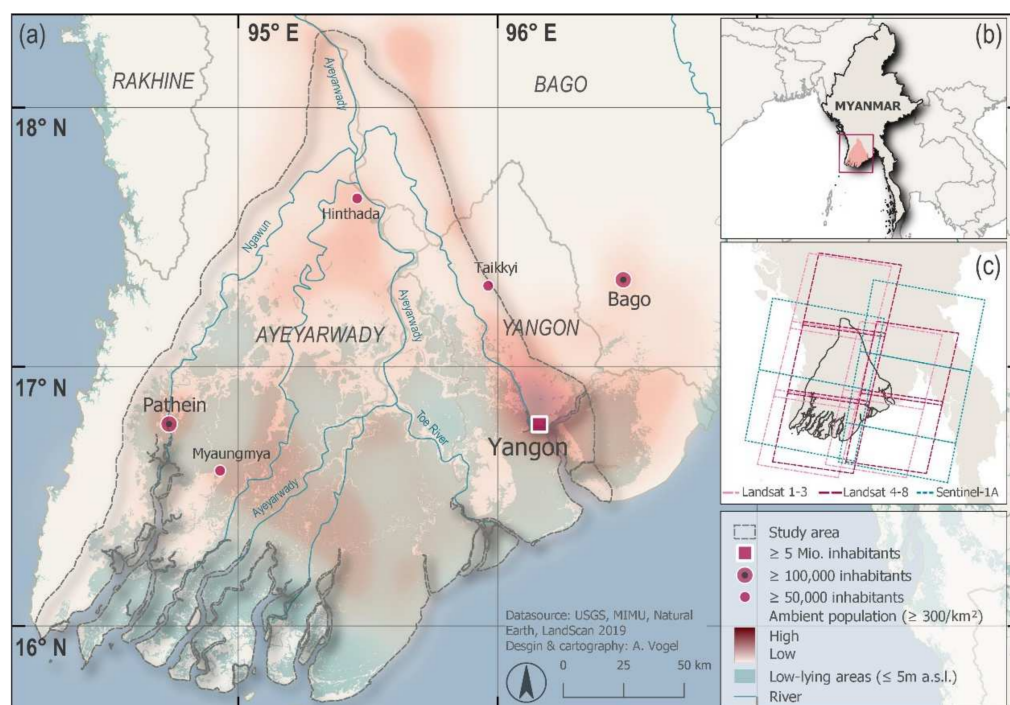 (a)
95° E
96° E
RAKHINE
BAGO
Ayeyarwady
18° N
Hinthada
Ngawun
Taikkyi
Bago
Ayeyarwady
AYEYARWADY
YANGON
17° N
Pathein
Toe River
Yangon
Myaungmya
Ayeyarwady
16° N
Datasource: USGS, MIMU, Natural
Earth, LandScan 2019
Desgin & cartography: A. Vogel
0 25 50 km
(b)
MYANMAR
(c)
Landsat 1-3 Landsat 4-8 Sentinel-1A
Study area
≥ 5 Mio. inhabitants
≥ 100,000 inhabitants
≥ 50,000 inhabitants
Ambient population (≥ 300/km²)
High
Low
Low-lying areas (≤ 5m a.s.l.)
River